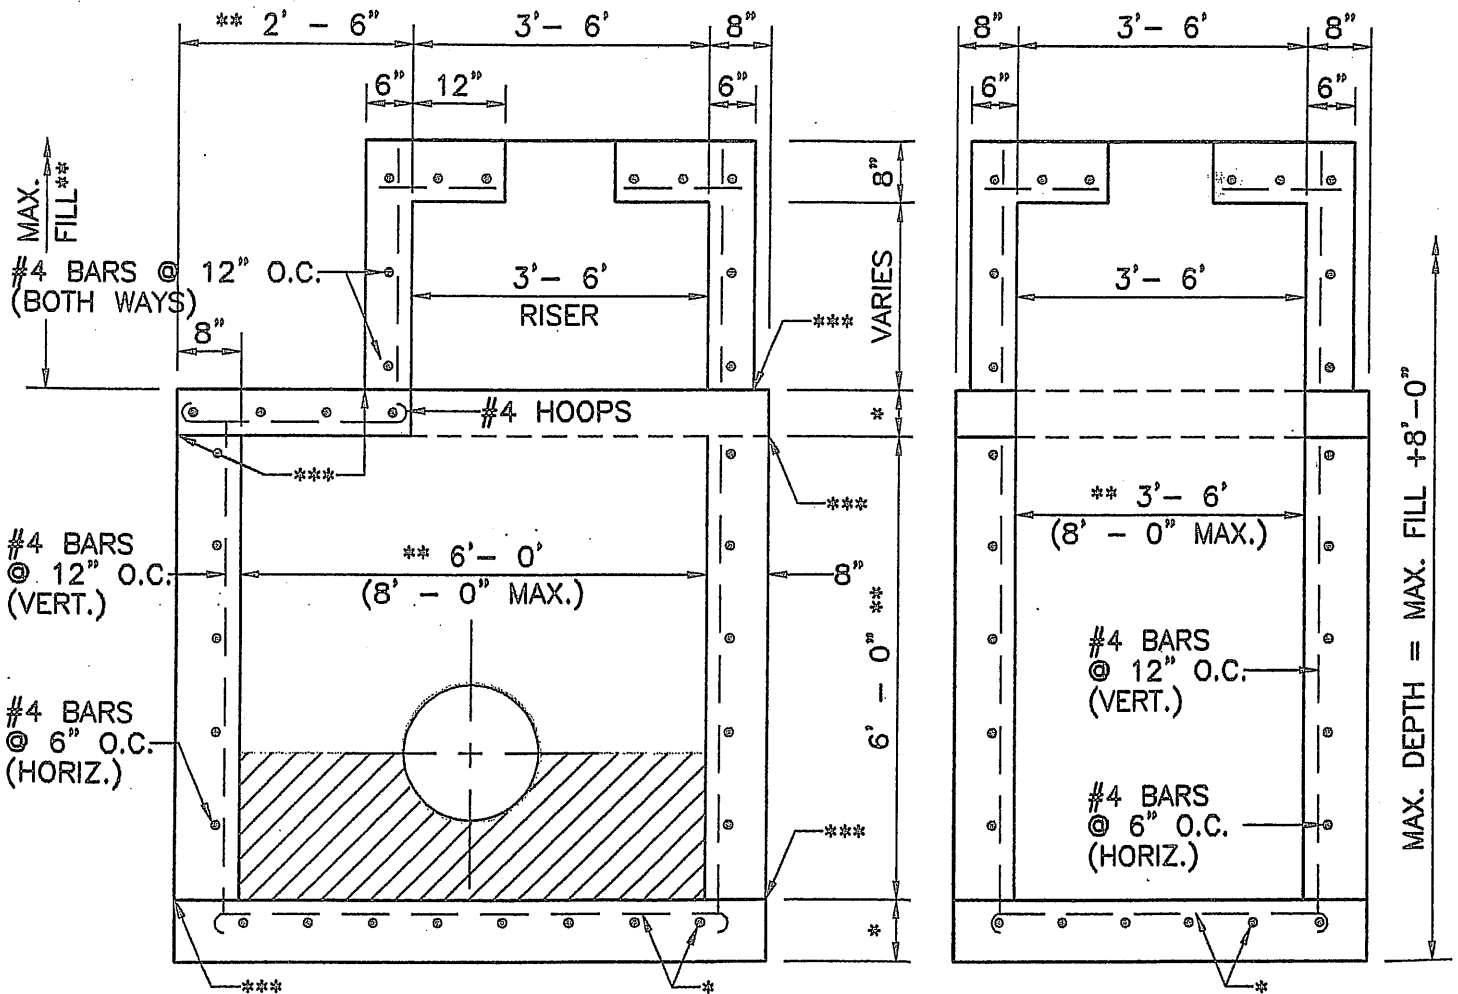 ** 2' - 6"
3'- 6'
8"
8"
3'- 6'
8"
6"
12"
6"
6"
6"
MAX.
FILL **
8"
#4 BARS @ 12" O.C.
(BOTH WAYS)
3'- 6'
RISER
VARIES
3'- 6'
***
8"
#4 HOOPS
*
***
***
** 3'- 6'
(8' - 0" MAX.)
#4 BARS
@ 12" O.C.
(VERT.)
** 6'- 0'
(8' - 0" MAX.)
8"
6' - 0" **
#4 BARS
@ 12" O.C.
(VERT.)
MAX. DEPTH = MAX. FILL +8'-0"
#4 BARS
@ 6" O.C.
(HORIZ.)
#4 BARS
@ 6" O.C.
(HORIZ.)
***
*
***
*
*